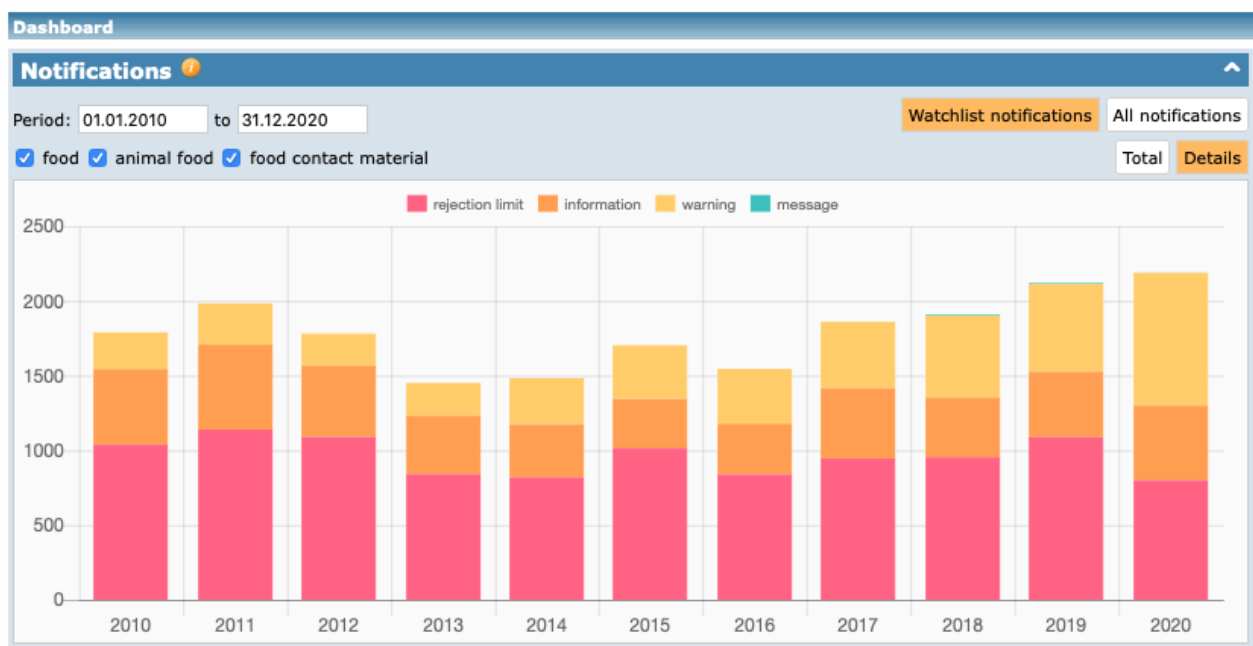 Dashboard
Notifications
Period: 01.01.2010 to 31.12.2020 Watchlist notifications All notifications
food animal food food contact material Total Details
rejection limit information warning message
2500
2000
1500
1000
500
0
2010 2011 2012 2013 2014 2015 2016 2017 2018 2019 2020